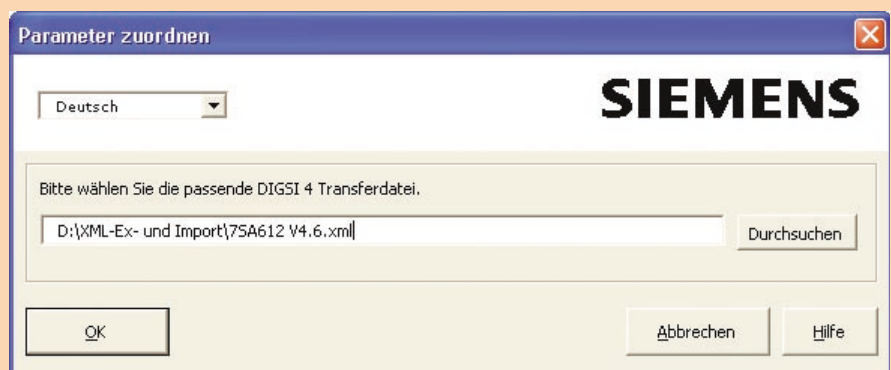 Parameter zuordnen
Deutsch
SIEMENS
Bitte wählen Sie die passende DIGSI 4 Transferdatei.
D:\XML-Ex- und Import\7SA612 V4.6.xml
Durchsuchen
OK
Abbrechen
Hilfe